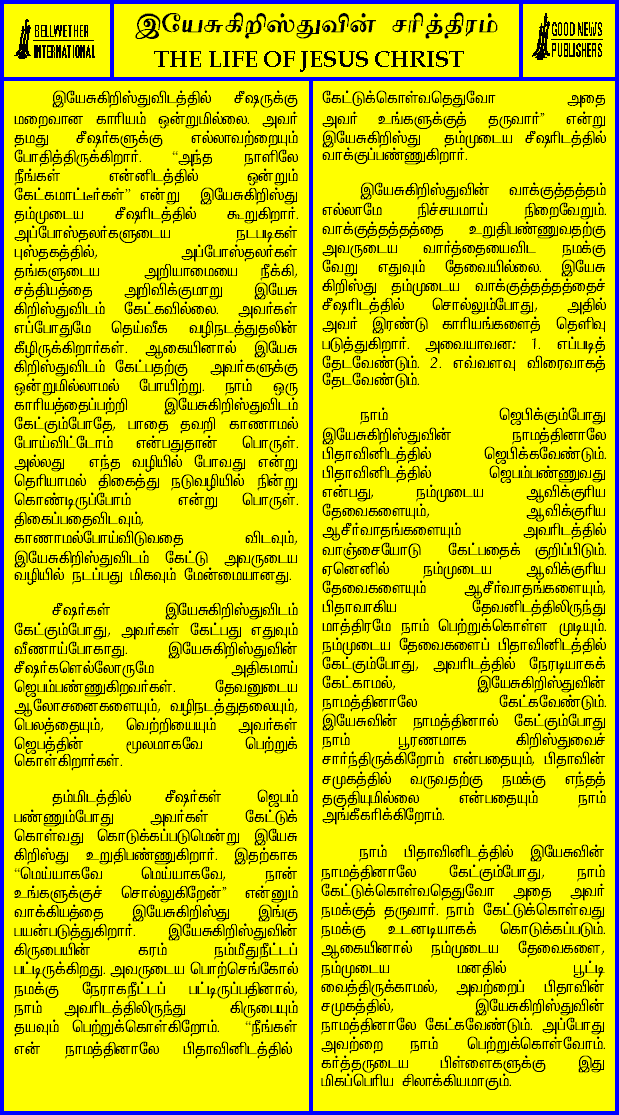 BELLWETHER
INTERNATIONAL
இயேசுகிறிஸ்துவின் சரித்திரம்
THE LIFE OF JESUS CHRIST
GOOD NEWS
PUBLISHERS
இயேசுகிறிஸ்துவிடத்தில் சீஷருக்கு
மறைவான காரியம் ஒன்றுமில்லை. அவர்
தமது சீஷர்களுக்கு எல்லாவற்றையும்
போதித்திருக்கிறார். “அந்த நாளிலே
நீங்கள் என்னிடத்தில் ஒன்றும்
கேட்கமாட்டீர்கள்” என்று இயேசுகிறிஸ்து
தம்முடைய சீஷரிடத்தில் கூறுகிறார்.
அப்போஸ்தலர்களுடைய நடபடிகள்
புஸ்தகத்தில், அப்போஸ்தலர்கள்
தங்களுடைய அறியாமையை நீக்கி,
சத்தியத்தை அறிவிக்குமாறு இயேசு
கிறிஸ்துவிடம் கேட்கவில்லை. அவர்கள்
எப்போதுமே தெய்வீக வழிநடத்துதலின்
கீழிருக்கிறார்கள். ஆகையினால் இயேசு
கிறிஸ்துவிடம் கேட்பதற்கு அவர்களுக்கு
ஒன்றுமில்லாமல் போயிற்று. நாம் ஒரு
காரியத்தைப்பற்றி இயேசுகிறிஸ்துவிடம்
கேட்கும்போதே, பாதை தவறி காணாமல்
போய்விட்டோம் என்பதுதான் பொருள்.
அல்லது எந்த வழியில் போவது என்று
தெரியாமல் திகைத்து நடுவழியில் நின்று
கொண்டிருப்போம் என்று பொருள்.
திகைப்பதைவிடவும்,
காணாமல்போய்விடுவதை விடவும்,
இயேசுகிறிஸ்துவிடம் கேட்டு அவருடைய
வழியில் நடப்பது மிகவும் மேன்மையானது.
சீஷர்கள் இயேசுகிறிஸ்துவிடம்
கேட்கும்போது, அவர்கள் கேட்பது எதுவும்
வீணாய்போகாது. இயேசுகிறிஸ்துவின்
சீஷர்களெல்லோருமே அதிகமாய்
ஜெபம்பண்ணுகிறவர்கள். தேவனுடைய
ஆலோசனைகளையும், வழிநடத்துதலையும்,
பெலத்தையும், வெற்றியையும் அவர்கள்
ஜெபத்தின் மூலமாகவே பெற்றுக்
கொள்கிறார்கள்.
தம்மிடத்தில் சீஷர்கள் ஜெபம்
பண்ணும்போது அவர்கள் கேட்டுக்
கொள்வது கொடுக்கப்படுமென்று இயேசு
கிறிஸ்து உறுதிபண்ணுகிறார். இதற்காக
“மெய்யாகவே மெய்யாகவே, நான்
உங்களுக்குச் சொல்லுகிறேன்” என்னும்
வாக்கியத்தை இயேசுகிறிஸ்து இங்கு
பயன்படுத்துகிறார். இயேசுகிறிஸ்துவின்
கிருபையின் கரம் நம்மீதுநீட்டப்
பட்டிருக்கிறது. அவருடைய பொற்செங்கோல்
நமக்கு நேராகநீட்டப் பட்டிருப்பதினால்,
நாம் அவரிடத்திலிருந்து கிருபையும்
தயவும் பெற்றுக்கொள்கிறோம். “நீங்கள்
என் நாமத்தினாலே பிதாவினிடத்தில்
கேட்டுக்கொள்வதெதுவோ அதை
அவர் உங்களுக்குத் தருவார்” என்று
இயேசுகிறிஸ்து தம்முடைய சீஷரிடத்தில்
வாக்குப்பண்ணுகிறார்.
இயேசுகிறிஸ்துவின் வாக்குத்தத்தம்
எல்லாமே நிச்சயமாய் நிறைவேறும்.
வாக்குத்தத்தத்தை உறுதிபண்ணுவதற்கு
அவருடைய வார்த்தையைவிட நமக்கு
வேறு எதுவும் தேவையில்லை. இயேசு
கிறிஸ்து தம்முடைய வாக்குத்தத்தத்தைச்
சீஷரிடத்தில் சொல்லும்போது, அதில்
அவர் இரண்டு காரியங்களைத் தெளிவு
படுத்துகிறார். அவையாவன: 1. எப்படித்
தேடவேண்டும். 2. எவ்வளவு விரைவாகத்
தேடவேண்டும்.
நாம் ஜெபிக்கும்போது
இயேசுகிறிஸ்துவின் நாமத்தினாலே
பிதாவினிடத்தில் ஜெபிக்கவேண்டும்.
பிதாவினிடத்தில் ஜெபம்பண்ணுவது
என்பது, நம்முடைய ஆவிக்குரிய
தேவைகளையும், ஆவிக்குரிய
ஆசீர்வாதங்களையும் அவரிடத்தில்
வாஞ்சையோடு கேட்பதைக் குறிப்பிடும்.
ஏனெனில் நம்முடைய ஆவிக்குரிய
தேவைகளையும் ஆசீர்வாதங்களையும்,
பிதாவாகிய தேவனிடத்திலிருந்து
மாத்திரமே நாம் பெற்றுக்கொள்ள முடியும்.
நம்முடைய தேவைகளைப் பிதாவினிடத்தில்
கேட்கும்போது, அவரிடத்தில் நேரடியாகக்
கேட்காமல், இயேசுகிறிஸ்துவின்
நாமத்தினாலே கேட்கவேண்டும்.
இயேசுவின் நாமத்தினால் கேட்கும்போது
நாம் பூரணமாக கிறிஸ்துவைச்
சார்ந்திருக்கிறோம் என்பதையும், பிதாவின்
சமுகத்தில் வருவதற்கு நமக்கு எந்தத்
தகுதியுமில்லை என்பதையும் நாம்
அங்கீகரிக்கிறோம்.
நாம் பிதாவினிடத்தில் இயேசுவின்
நாமத்தினாலே கேட்கும்போது, நாம்
கேட்டுக்கொள்வதெதுவோ அதை அவர்
நமக்குத் தருவார். நாம் கேட்டுக்கொள்வது
நமக்கு உடனடியாகக் கொடுக்கப்படும்.
ஆகையினால் நம்முடைய தேவைகளை,
நம்முடைய மனதில் பூட்டி
வைத்திருக்காமல், அவற்றைப் பிதாவின்
சமுகத்தில், இயேசுகிறிஸ்துவின்
நாமத்தினாலே கேட்கவேண்டும். அப்போது
அவற்றை நாம் பெற்றுக்கொள்வோம்.
கர்த்தருடைய பிள்ளைகளுக்கு இது
மிகப்பெரிய சிலாக்கியமாகும்.